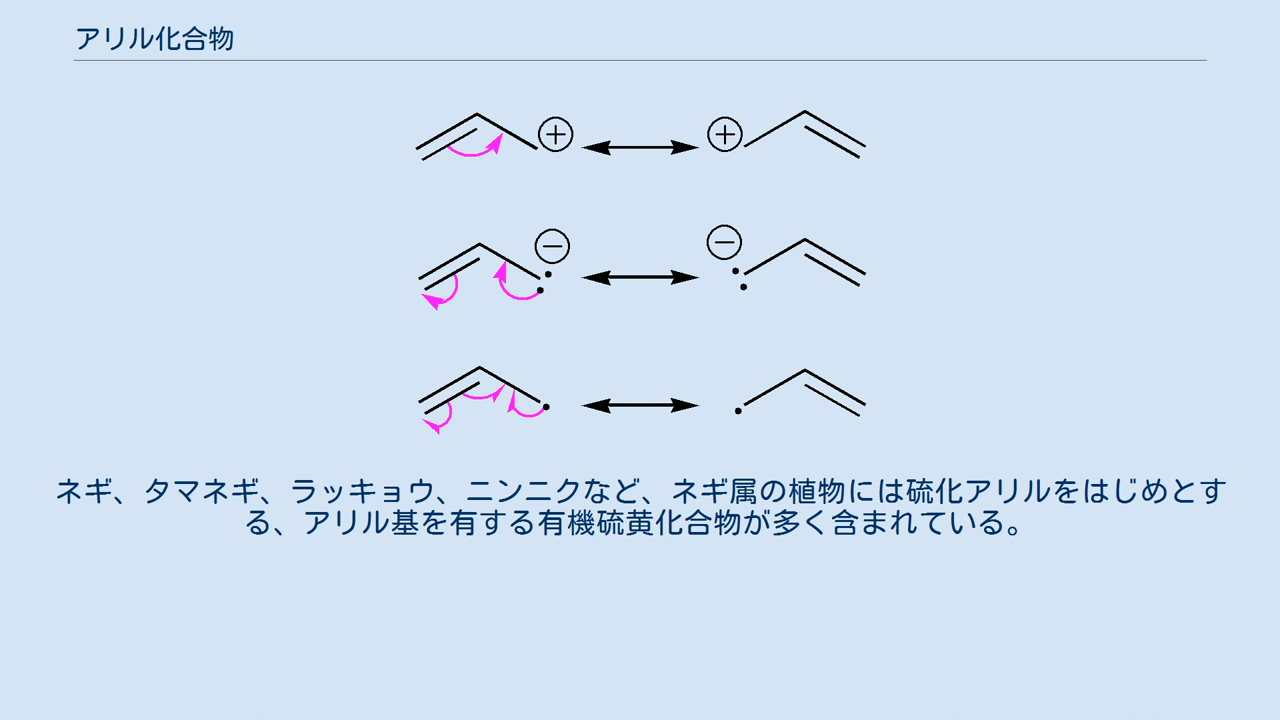 アリル化合物
ネギ、タマネギ、ラッキョウ、ニンニクなど、ネギ属の植物には硫化アリルをはじめとす
る、アリル基を有する有機硫黄化合物が多く含まれている。